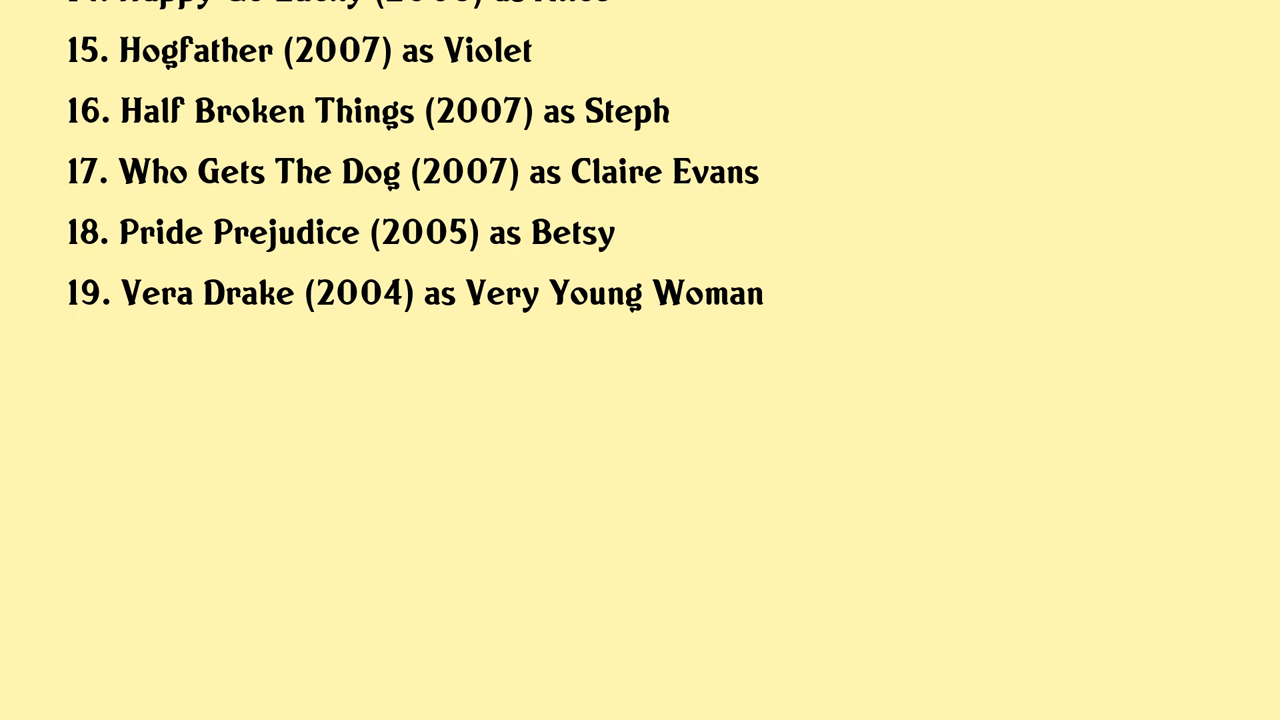 15. Hogfather (2007) as Violet
16. Half Broken Things (2007) as Steph
17. Who Gets The Dog (2007) as Claire Evans
18. Pride Prejudice (2005) as Betsy
19. Vera Drake (2004) as Very Young Woman